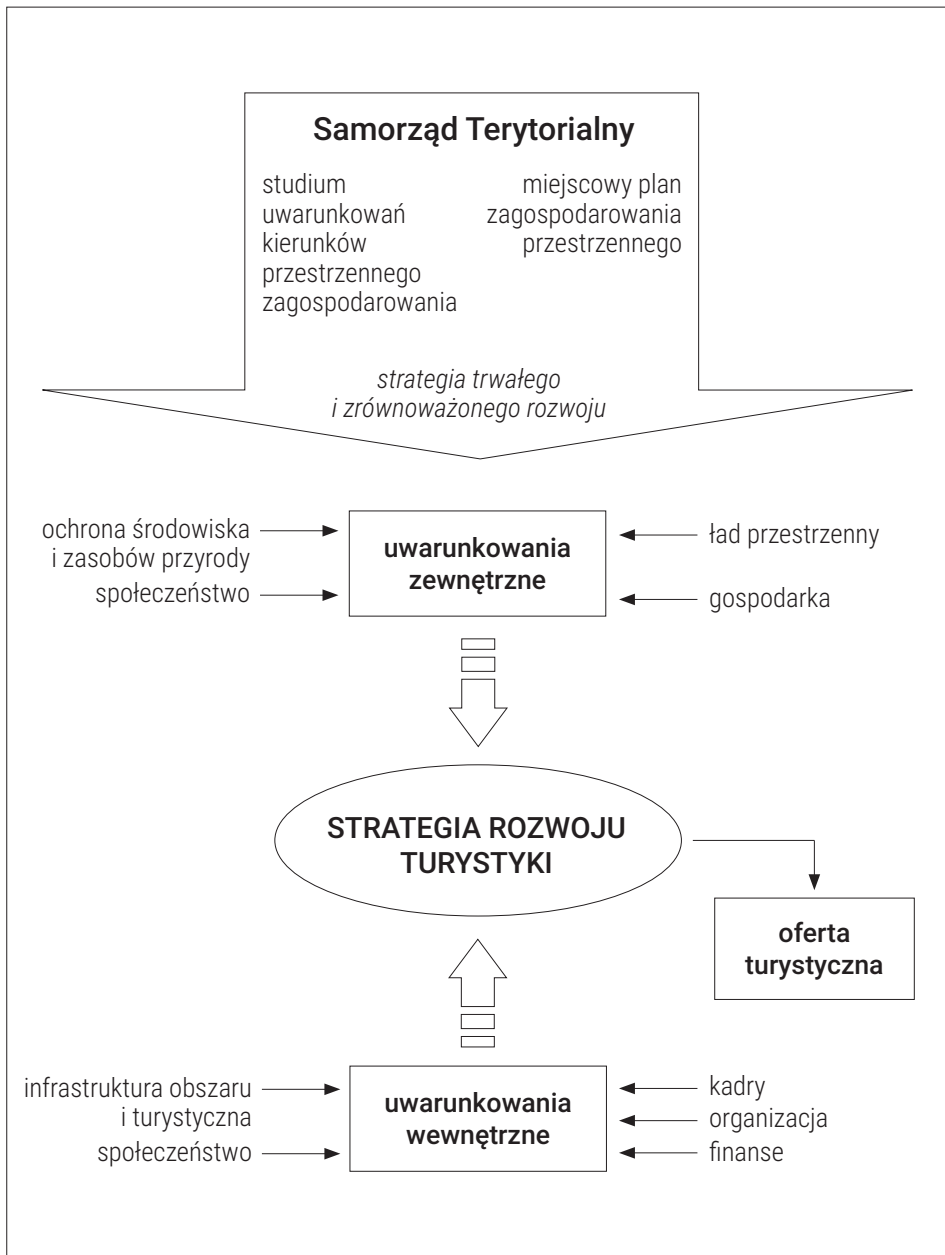 Samorząd Terytorialny
studium
uwarunkowań
kierunków
przestrzennego
zagospodarowania
miejscowy plan
zagospodarowania
przestrzennego
strategia trwałego
i zrównoważonego rozwoju
ochrona środowiska
i zasobów przyrody
społeczeństwo
uwarunkowania
zewnętrzne
ład przestrzenny
gospodarka
STRATEGIA ROZWOJU
TURYSTYKI
oferta
turystyczna
infrastruktura obszaru
i turystyczna
społeczeństwo
uwarunkowania
wewnętrzne
kadry
organizacja
finanse